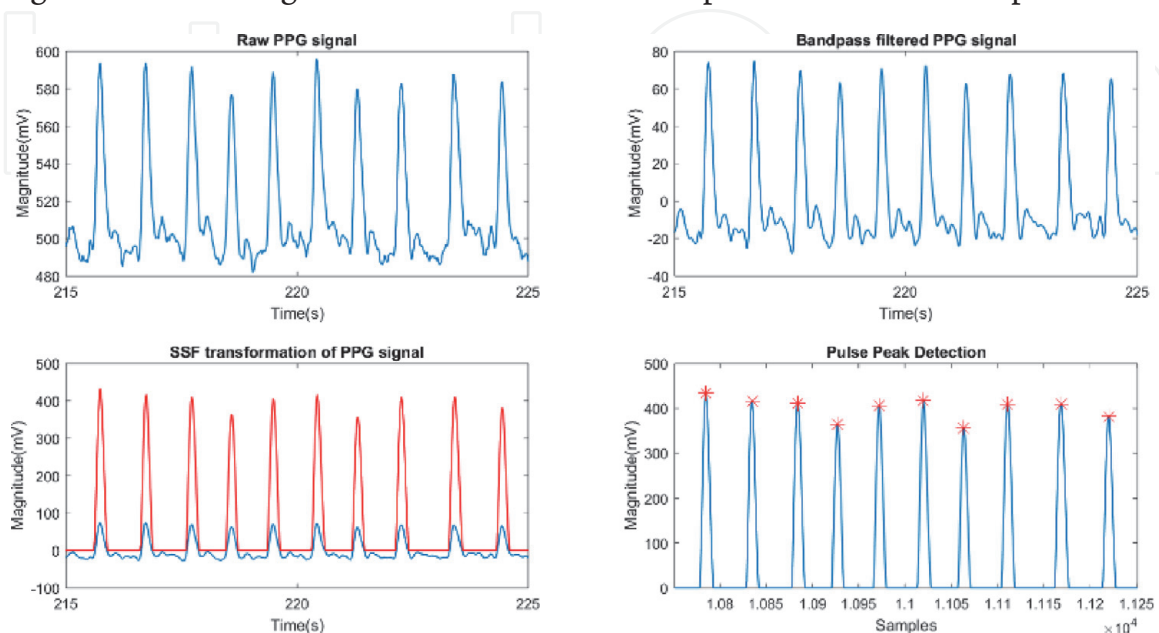 Raw PPG signal
600
580
560
540
520
500
480
Magnitude(mV)
215 220 225
Time(s)
Bandpass filtered PPG signal
80
60
40
20
0
-20
-40
Magnitude(mV)
215 220 225
Time(s)
SSF transformation of PPG signal
500
400
300
200
100
0
-100
Magnitude(mV)
215 220 225
Time(s)
Pulse Peak Detection
500
400
300
200
100
0
Magnitude(mV)
1.08 1.085 1.09 1.095 1.1 1.105 1.11 1.115 1.12 1.125
Samples
×10⁴